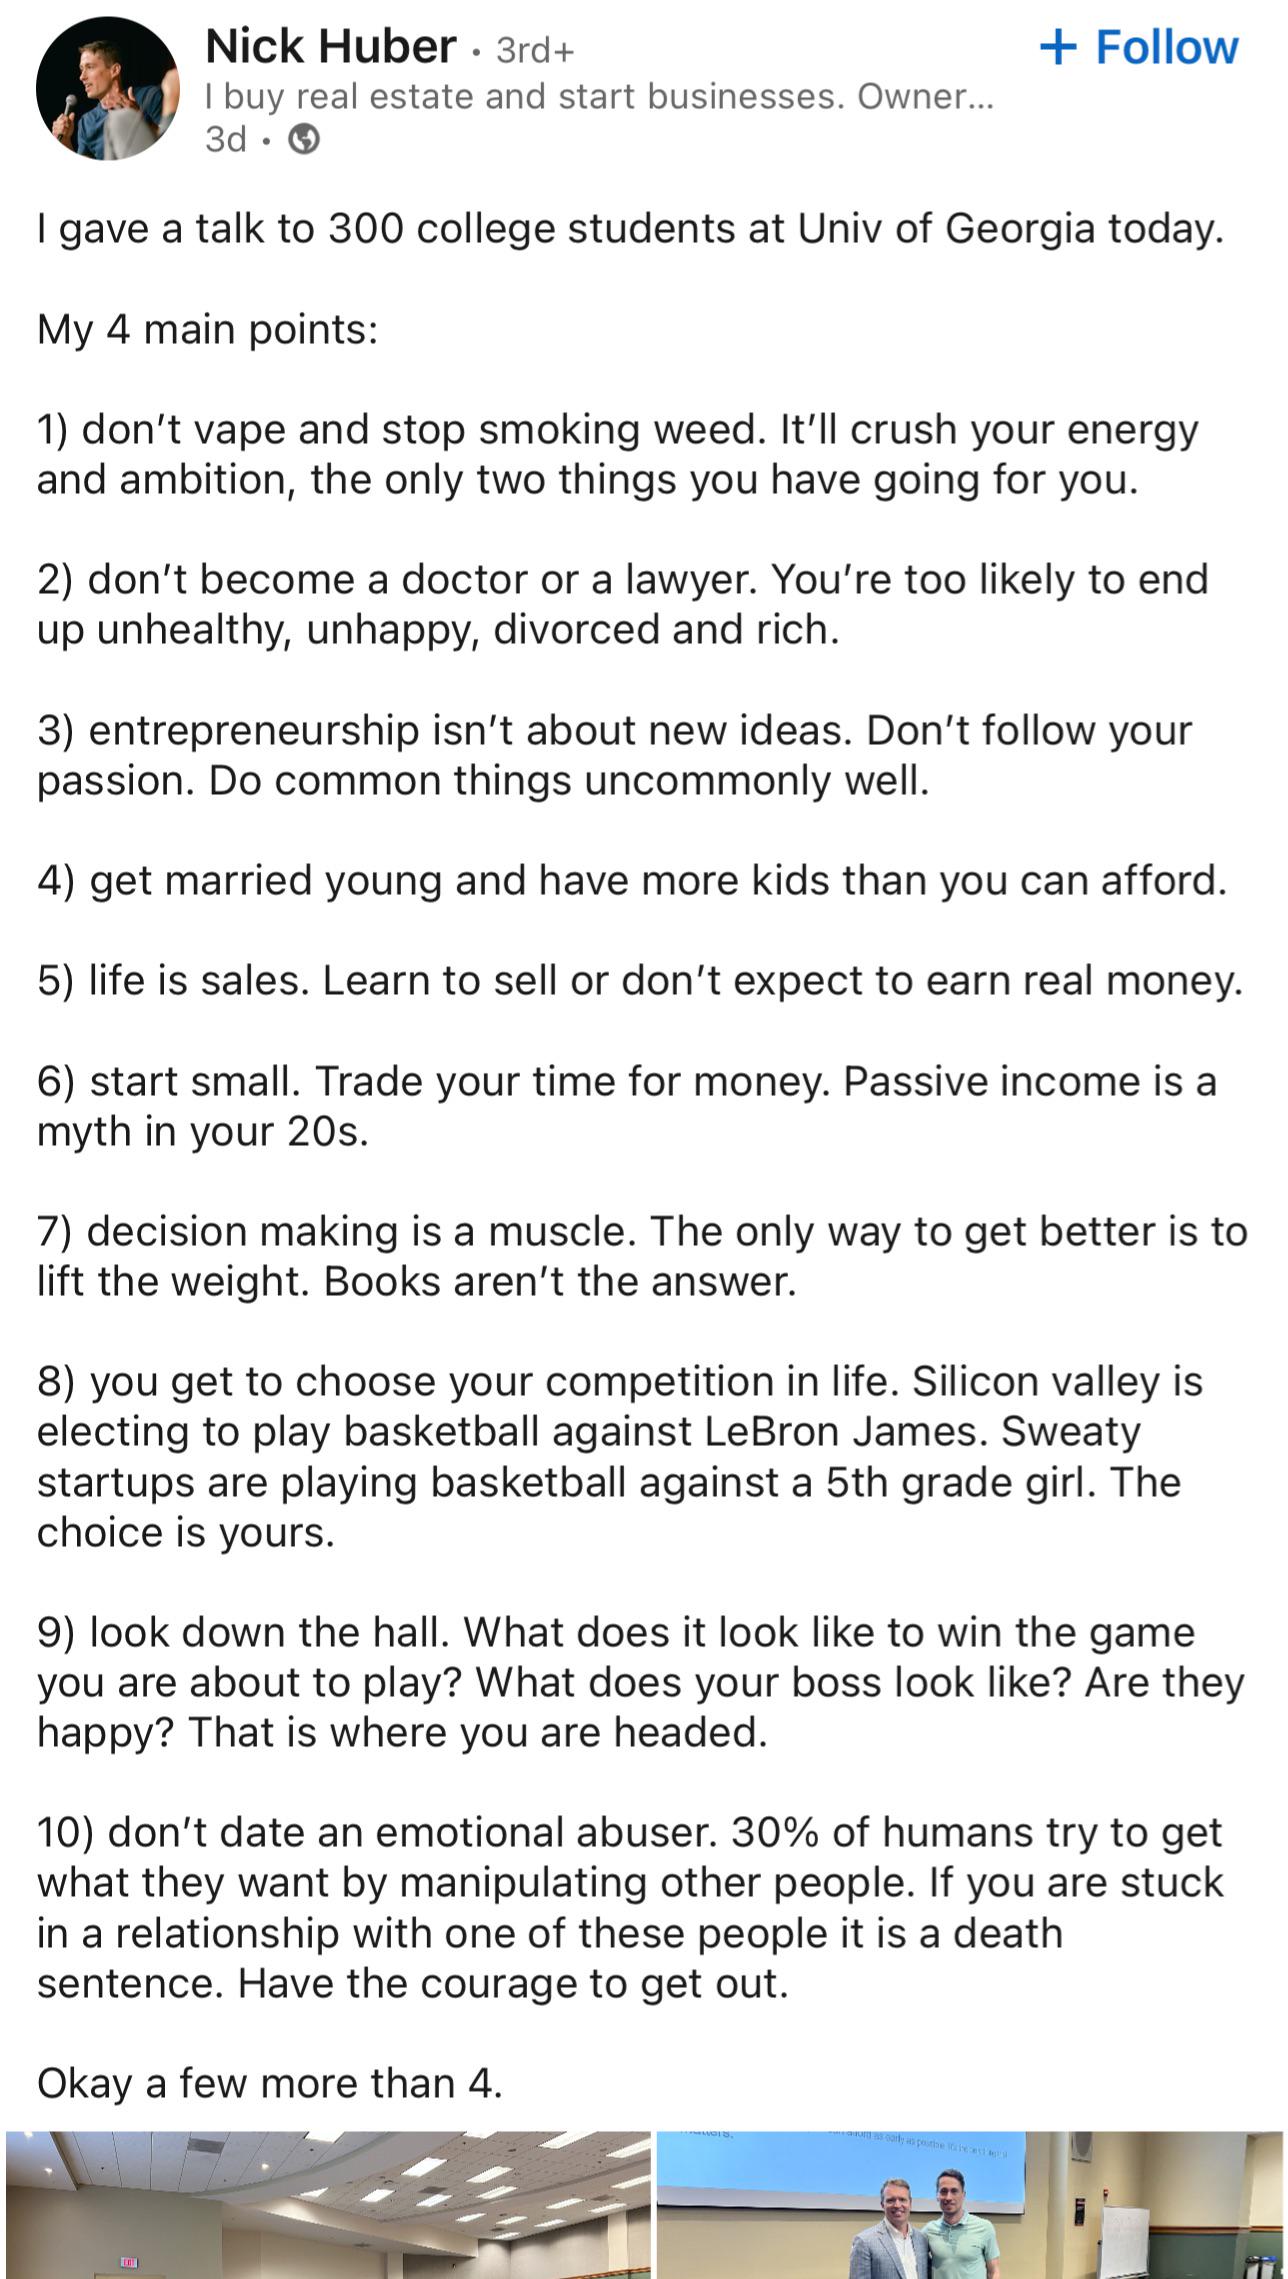 Nick Huber • 3rd+
+ Follow
I buy real estate and start businesses. Owner...
3d •
I gave a talk to 300 college students at Univ of Georgia today.
My 4 main points:
1) don’t vape and stop smoking weed. It’ll crush your energy
and ambition, the only two things you have going for you.
2) don’t become a doctor or a lawyer. You’re too likely to end
up unhealthy, unhappy, divorced and rich.
3) entrepreneurship isn’t about new ideas. Don’t follow your
passion. Do common things uncommonly well.
4) get married young and have more kids than you can afford.
5) life is sales. Learn to sell or don’t expect to earn real money.
6) start small. Trade your time for money. Passive income is a
myth in your 20s.
7) decision making is a muscle. The only way to get better is to
lift the weight. Books aren’t the answer.
8) you get to choose your competition in life. Silicon valley is
electing to play basketball against LeBron James. Sweaty
startups are playing basketball against a 5th grade girl. The
choice is yours.
9) look down the hall. What does it look like to win the game
you are about to play? What does your boss look like? Are they
happy? That is where you are headed.
10) don’t date an emotional abuser. 30% of humans try to get
what they want by manipulating other people. If you are stuck
in a relationship with one of these people it is a death
sentence. Have the courage to get out.
Okay a few more than 4.
as early as possible
EXIT